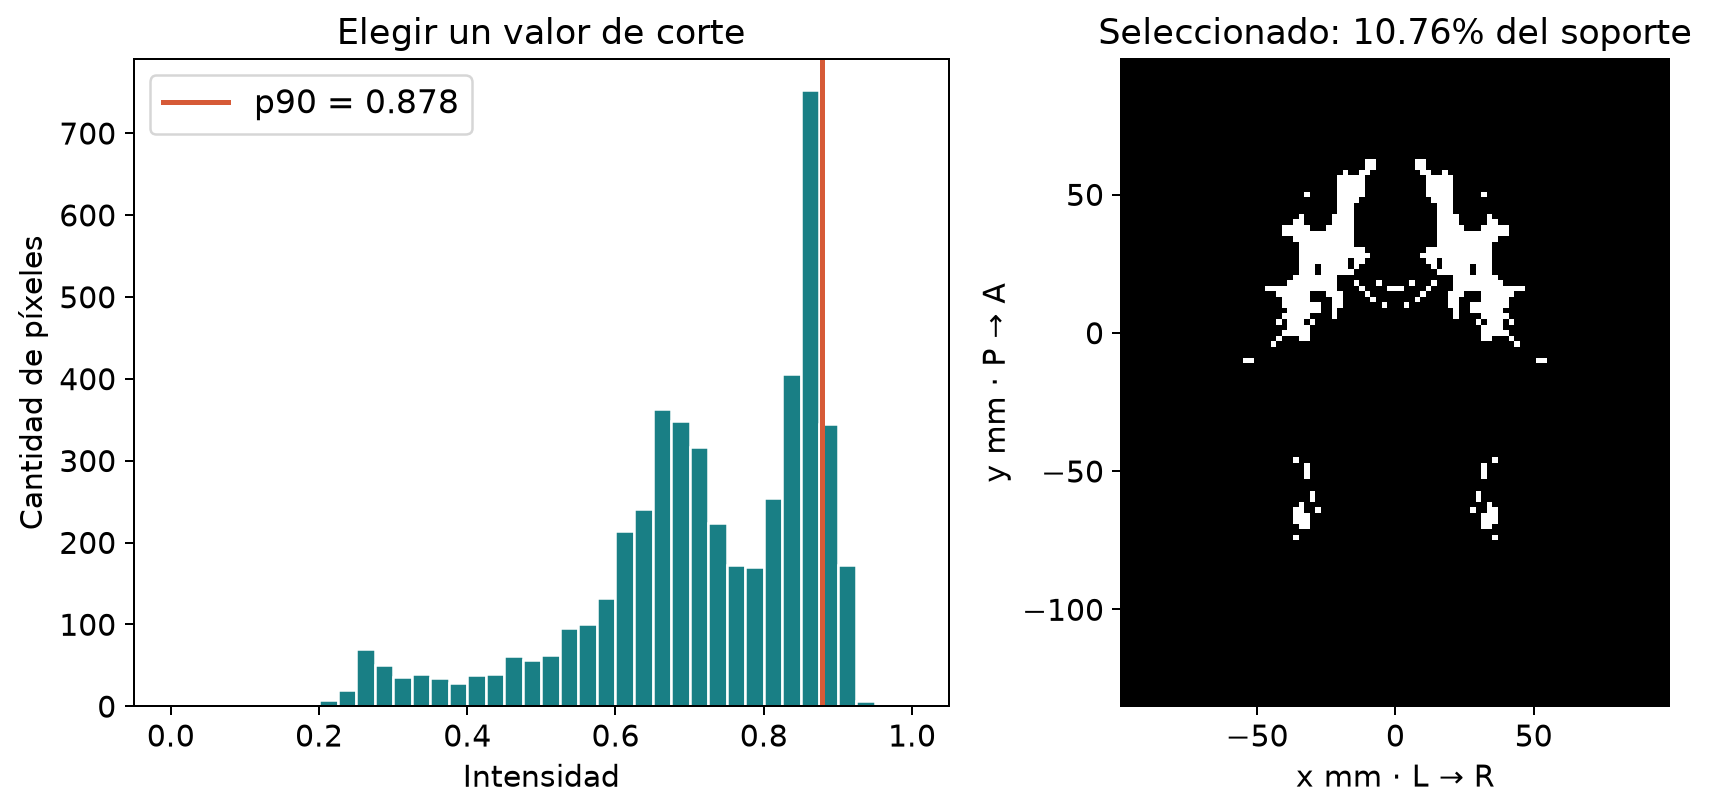 Elegir un valor de corte
p90 = 0.878
Cantidad de píxeles
700
600
500
400
300
200
100
0
0.0 0.2 0.4 0.6 0.8 1.0
Intensidad
Seleccionado: 10.76% del soporte
y mm · P → A
50
0
−50
−100
−50 0 50
x mm · L → R